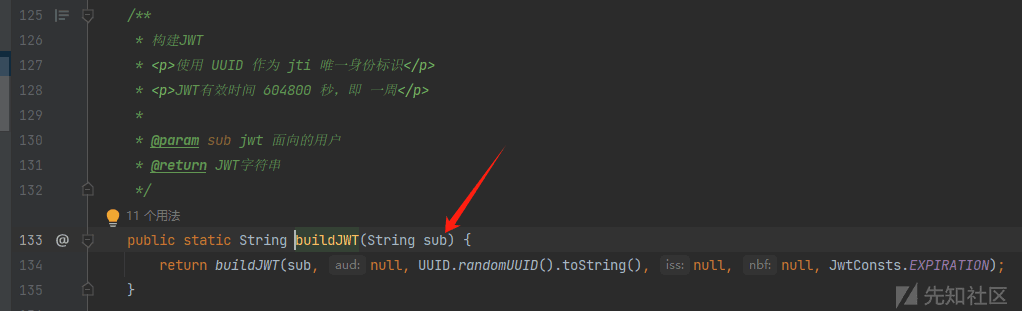 125 /**
126 * 构建JWT
127 * <p>使用 UUID 作为 jti 唯一身份标识</p>
128 * <p>JWT有效时间 604800 秒，即 一周</p>
129 *
130 * @param sub jwt 面向的用户
131 * @return JWT字符串
132 */
11 个用法
133 @ public static String buildJWT(String sub) {
134 return buildJWT(sub, aud: null, UUID.randomUUID().toString(), iss: null, nbf: null, JwtConsts.EXPIRATION);
135 }
先知社区